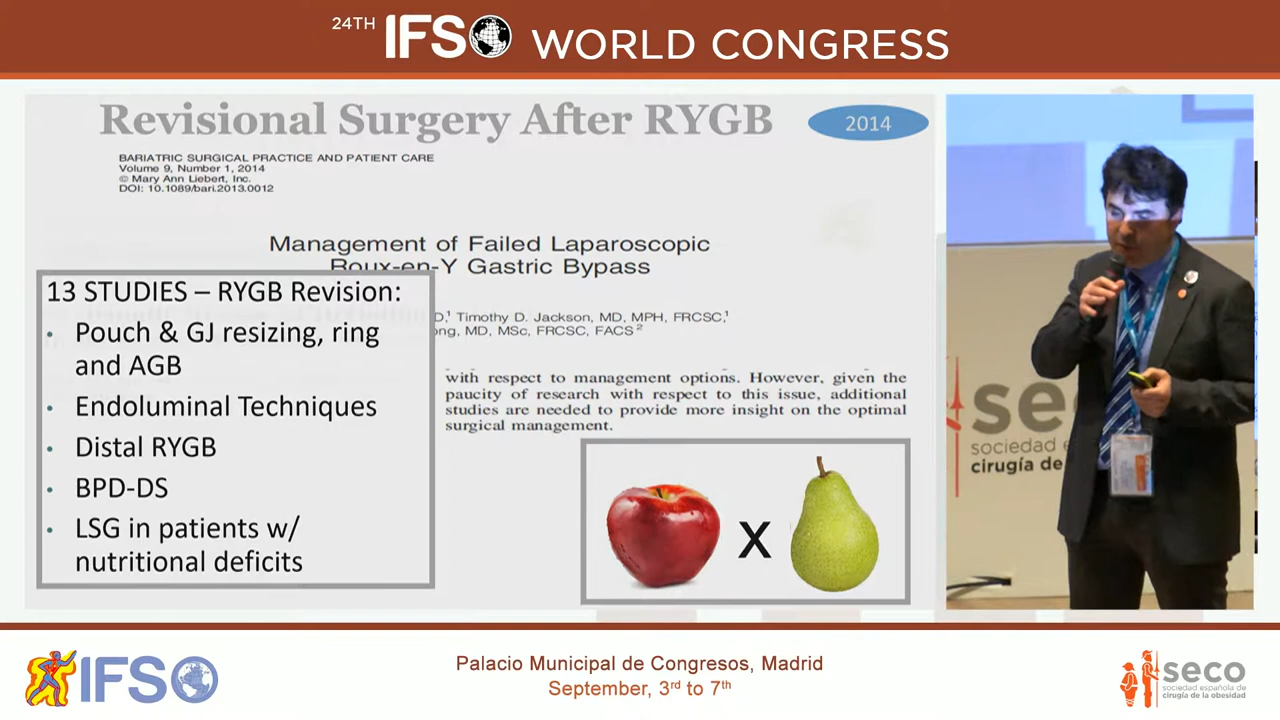 24TH IFSO WORLD CONGRESS
Revisional Surgery After RYGB
2014
BARIATRIC SURGICAL PRACTICE AND PATIENT CARE
Volume 9, Number 1, 2014
© Mary Ann Liebert, Inc.
DOI: 10.1089/bari.2013.0012
Management of Failed Laparoscopic
Roux-en-Y Gastric Bypass
D,¹ Timothy D. Jackson, MD, MPH, FRCSC,¹
ong, MD, MSc, FRCSC, FACS²
13 STUDIES – RYGB Revision:
• Pouch & GJ resizing, ring
and AGB
• Endoluminal Techniques
• Distal RYGB
• BPD-DS
• LSG in patients w/
nutritional deficits
with respect to management options. However, given the
paucity of research with respect to this issue, additional
studies are needed to provide more insight on the optimal
surgical management.
X
se
sociedad e
cirugía de
IFSO
Palacio Municipal de Congresos, Madrid
September, 3rd to 7th
seco
sociedad española de
cirugía de la obesidad